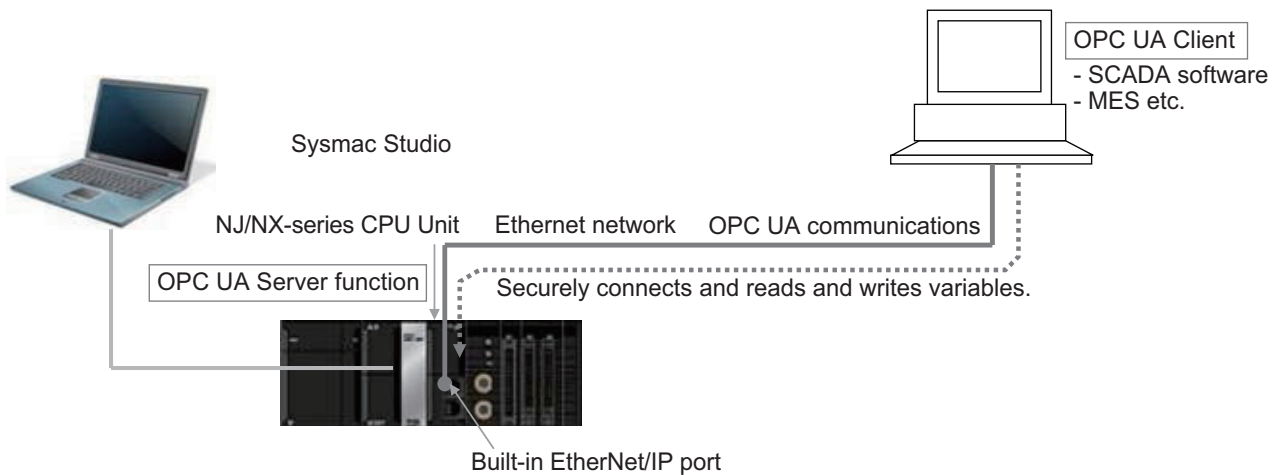 OPC UA Client
- SCADA software
- MES etc.
Sysmac Studio
NJ/NX-series CPU Unit
Ethernet network
OPC UA communications
OPC UA Server function
Securely connects and reads and writes variables.
Built-in EtherNet/IP port